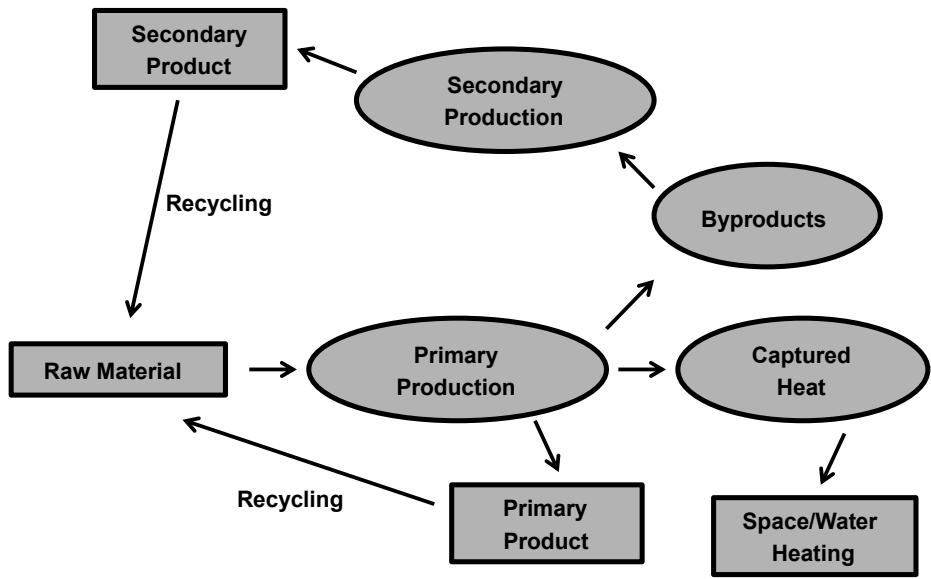 Secondary
Product
Secondary
Production
Recycling
Byproducts
Raw Material
Primary
Production
Captured
Heat
Recycling
Primary
Product
Space/Water
Heating